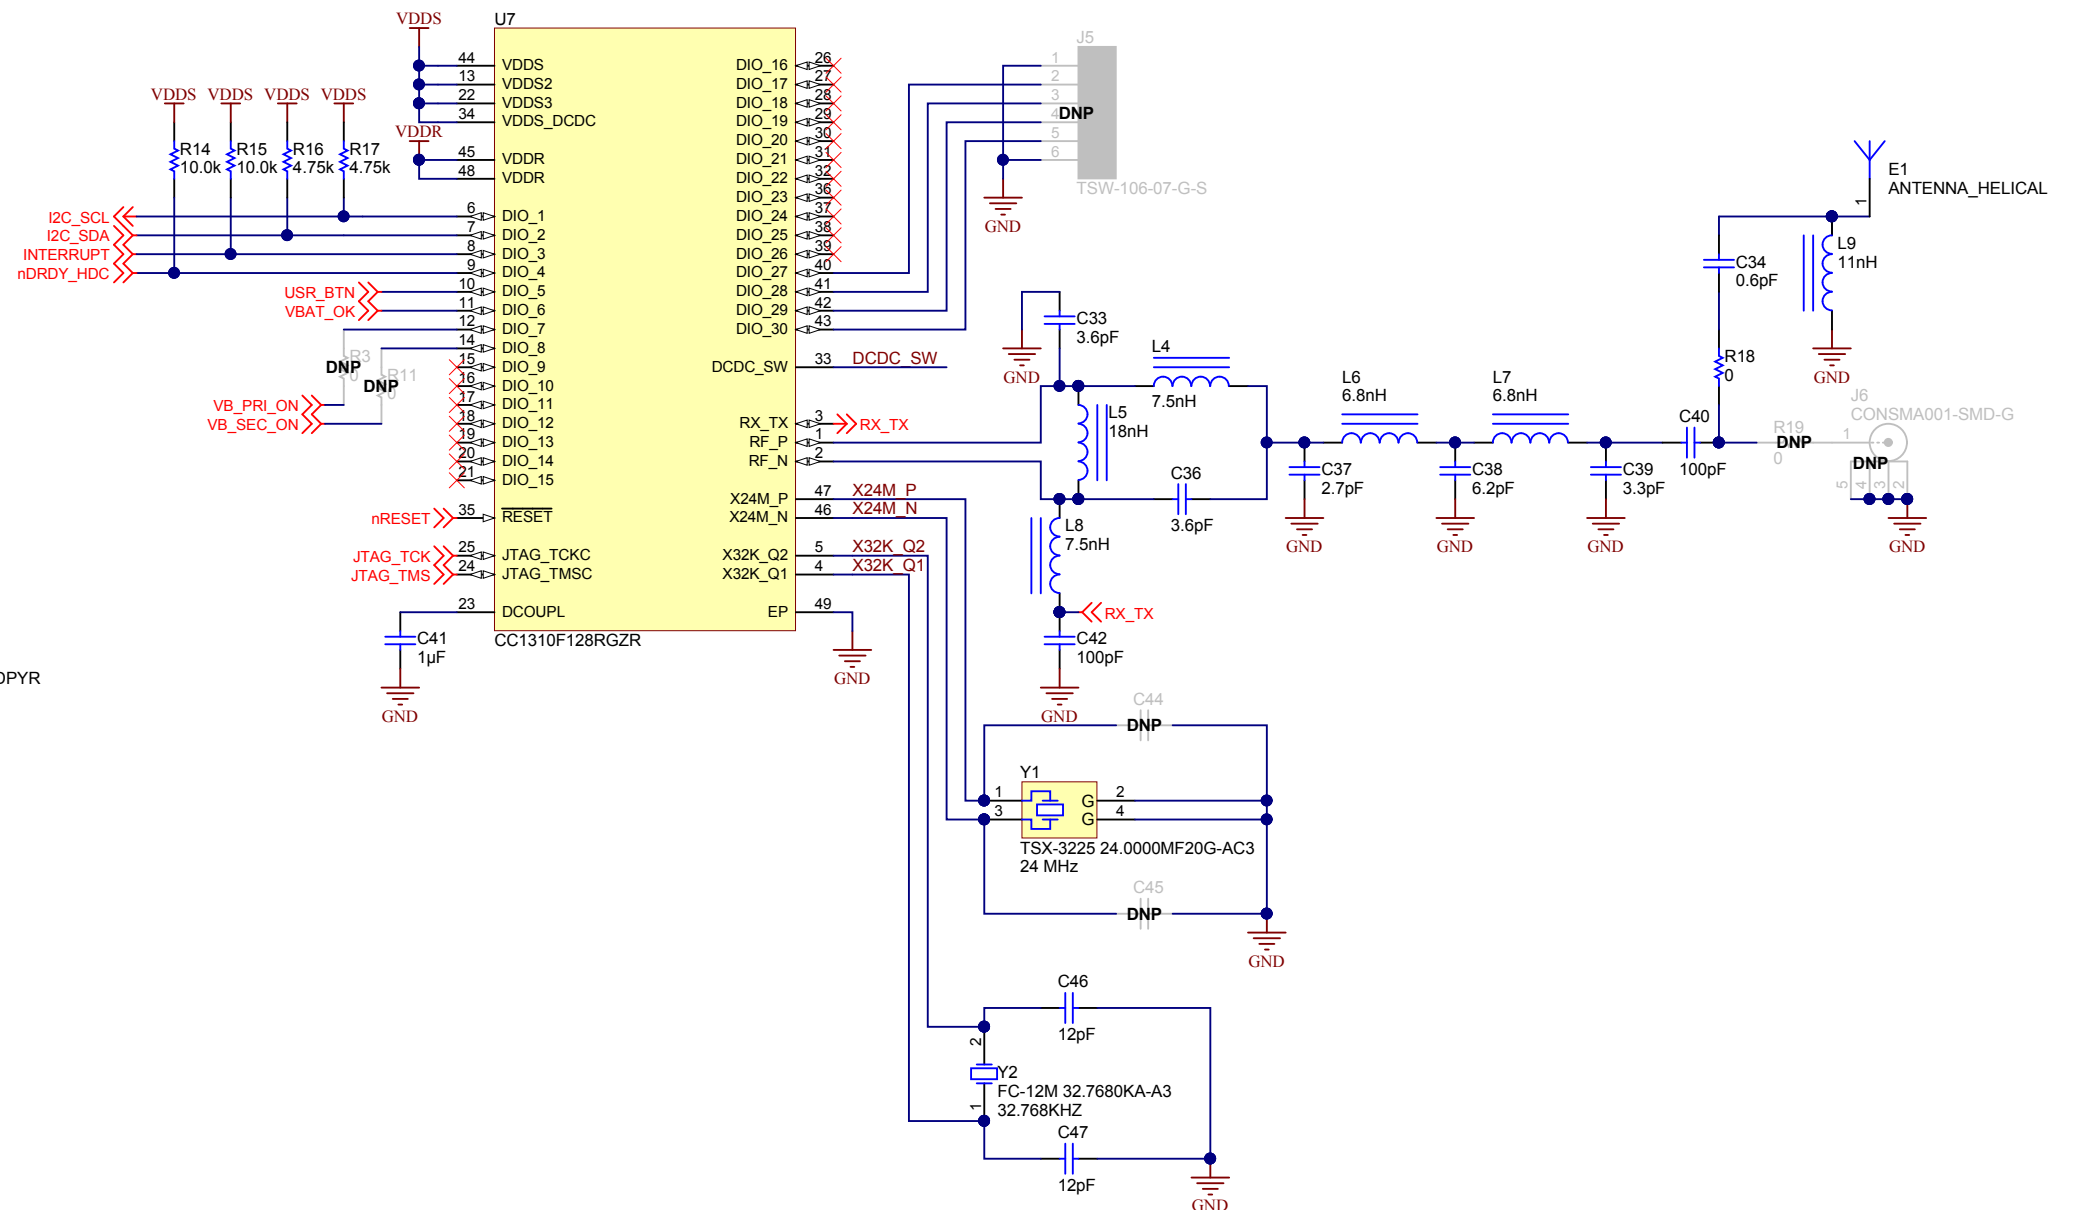 VDDS
U7
44 VDDS
13 VDDS2
22 VDDS3
34 VDDS_DCDC
VDDR
45 VDDR
48 VDDR
VDDS VDDS VDDS VDDS
R14
10.0k
R15
10.0k
R16
4.75k
R17
4.75k
I2C_SCL
I2C_SDA
INTERRUPT
nDRDY_HDC
6 DIO_1
7 DIO_2
8 DIO_3
9 DIO_4
USR_BTN 10 DIO_5
VBAT_OK 11 DIO_6
12 DIO_7
14 DIO_8
R3
DNP
0
R11
DNP
0
VB_PRI_ON
VB_SEC_ON
15 DIO_9
16 DIO_10
17 DIO_11
18 DIO_12
19 DIO_13
20 DIO_14
21 DIO_15
nRESET 35 RESET
JTAG_TCK 25 JTAG_TCKC
JTAG_TMS 24 JTAG_TMSC
23 DCOUPL
C41
1µF
GND
OPYR
DIO_16 26
DIO_17 27
DIO_18 28
DIO_19 29
DIO_20 30
DIO_21 31
DIO_22 32
DIO_23 36
DIO_24 37
DIO_25 38
DIO_26 39
DIO_27 40
DIO_28 41
DIO_29 42
DIO_30 43
DCDC_SW 33 DCDC_SW
RX_TX 3 RX_TX
RF_P 1
RF_N 2
X24M_P 47 X24M_P
X24M_N 46 X24M_N
X32K_Q2 5 X32K_Q2
X32K_Q1 4 X32K_Q1
EP 49
GND
CC1310F128RGZR
J5
1
2
3
4
5
6
DNP
TSW-106-07-G-S
GND
C33
3.6pF
GND
L4
7.5nH
L5
18nH
C36
3.6pF
L8
7.5nH
RX_TX
C42
100pF
GND
L6
6.8nH
L7
6.8nH
C37
2.7pF
GND
C38
6.2pF
GND
C39
3.3pF
GND
C40
100pF
C34
0.6pF
R18
0
L9
11nH
GND
1
E1
ANTENNA_HELICAL
R19
DNP
0
J6
CONSMA001-SMD-G
1
DNP
5 4 3 2
GND
C44
DNP
Y1
1 G 2
3 G 4
TSX-3225 24.0000MF20G-AC3
24 MHz
C45
DNP
GND
C46
12pF
2
Y2
FC-12M 32.7680KA-A3
32.768KHZ
1
C47
12pF
GND